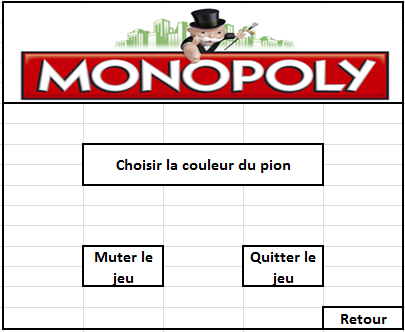 MONOPOLY
Choisir la couleur du pion
Muter le
jeu
Quitter le
jeu
Retour